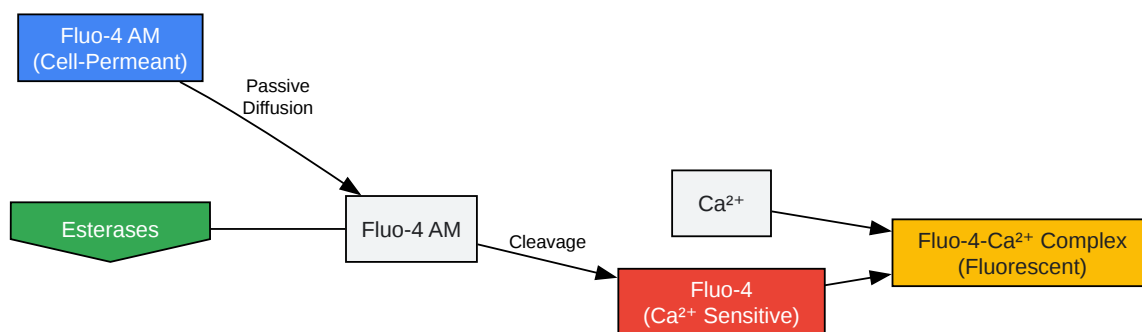 Fluo-4 AM
(Cell-Permeant)
Passive
Diffusion
Esterases
Fluo-4 AM
Cleavage
Ca²⁺
Fluo-4
(Ca²⁺ Sensitive)
Fluo-4-Ca²⁺ Complex
(Fluorescent)